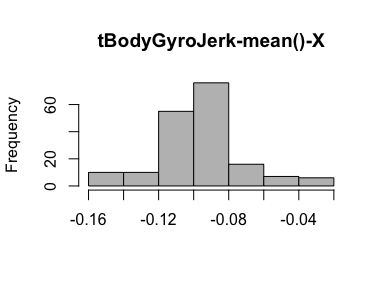 tBodyGyroJerk-mean()-X
Frequency
60
20
0
-0.16 -0.12 -0.08 -0.04